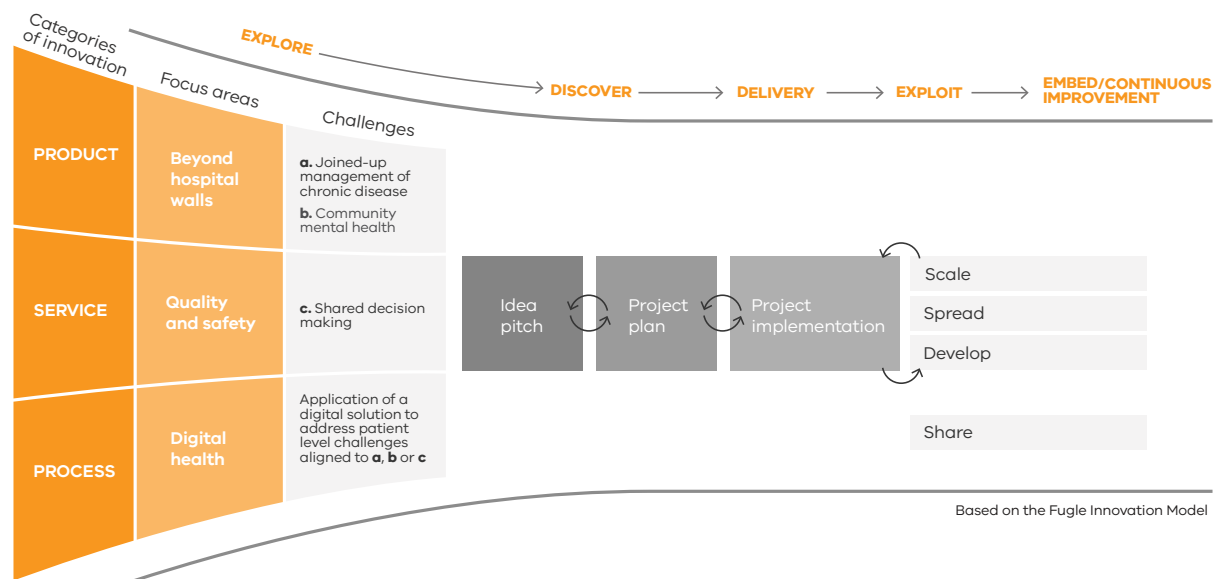 Categories
of innovation
Focus areas
Challenges
EXPLORE
DISCOVER
DELIVERY
EXPLOIT
EMBED/CONTINUOUS
IMPROVEMENT
PRODUCT
Beyond
hospital
walls
a. Joined-up
management of
chronic disease
b. Community
mental health
SERVICE
Quality
and safety
c. Shared decision
making
PROCESS
Digital
health
Application of a
digital solution to
address patient
level challenges
aligned to a, b or c
Idea
pitch
Project
plan
Project
implementation
Scale
Spread
Develop
Share
Based on the Fugle Innovation Model